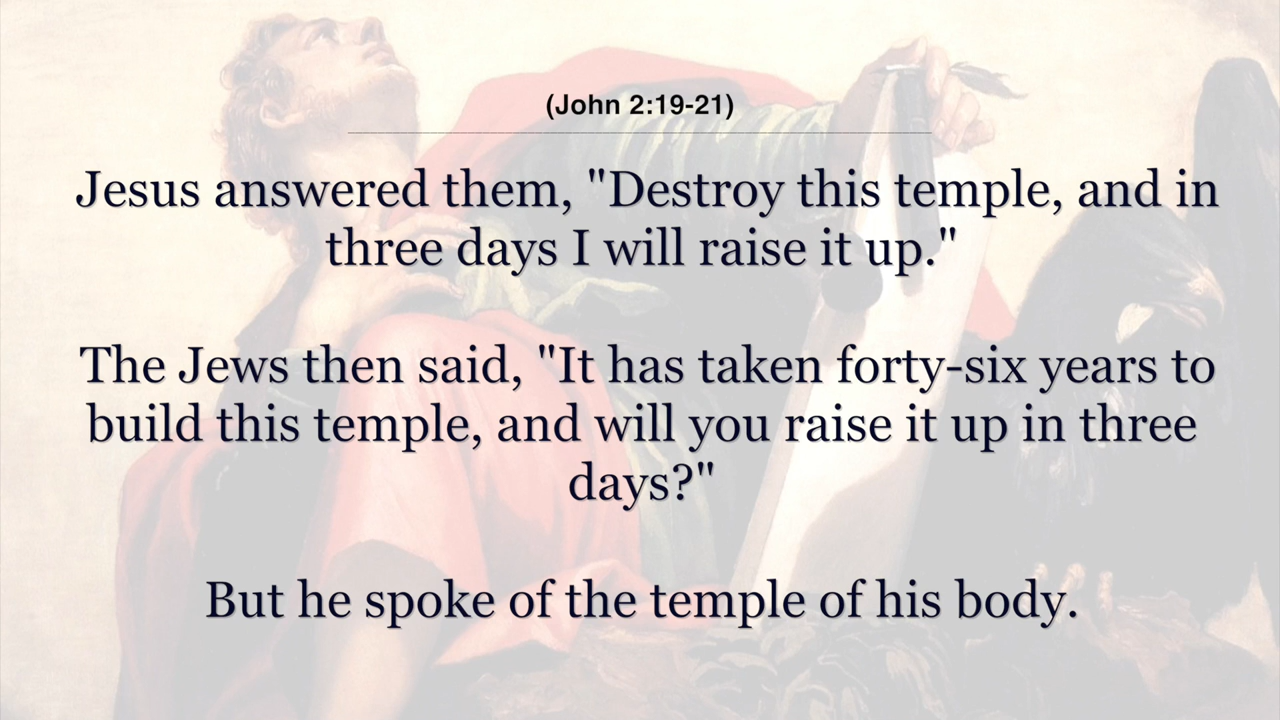 (John 2:19-21)
Jesus answered them, "Destroy this temple, and in
three days I will raise it up."
The Jews then said, "It has taken forty-six years to
build this temple, and will you raise it up in three
days?"
But he spoke of the temple of his body.